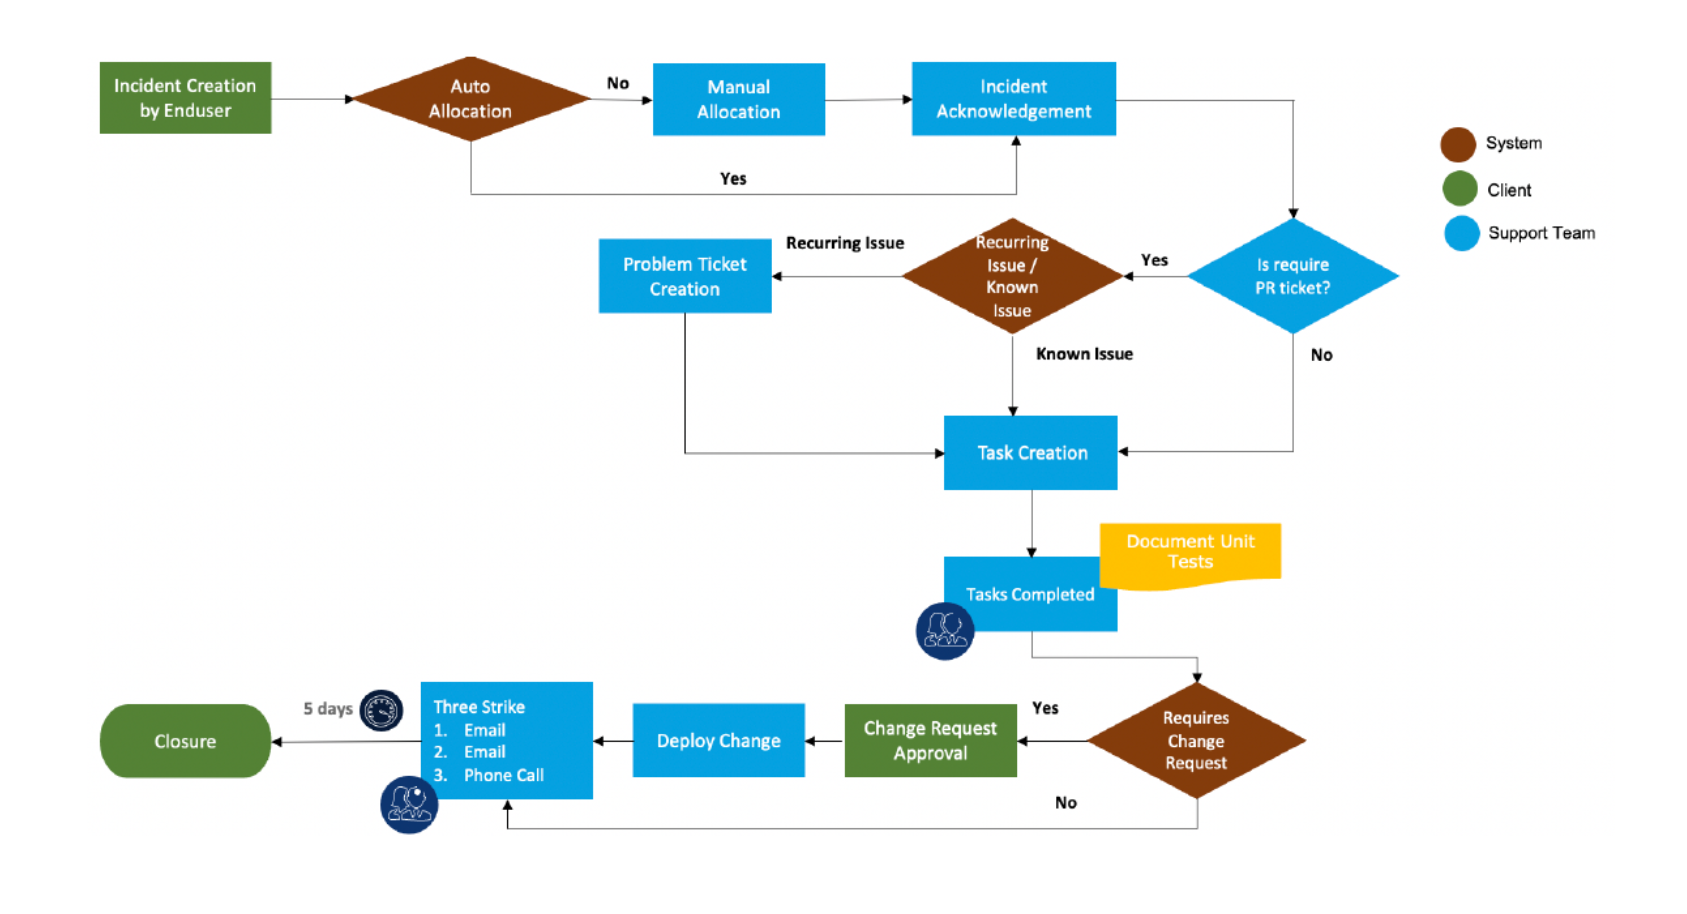 Incident Creation
by Enduser
Auto
Allocation
No
Manual
Allocation
Incident
Acknowledgement
Yes
System
Client
Support Team
Problem Ticket
Creation
Recurring Issue
Recurring
Issue /
Known
Issue
Yes
Is require
PR ticket?
Known Issue
No
Task Creation
Document Unit
Tests
Tasks Completed
Closure
5 days
Three Strike
1. Email
2. Email
3. Phone Call
Deploy Change
Change Request
Approval
Yes
Requires
Change
Request
No